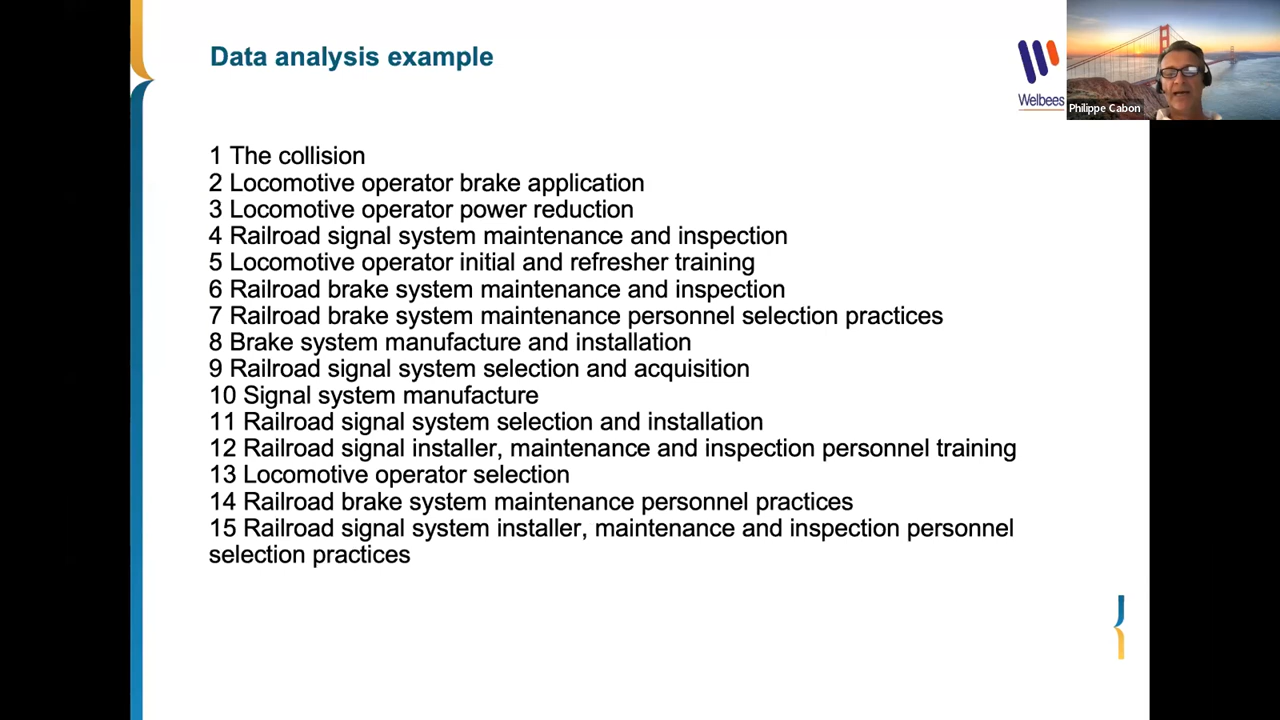 Data analysis example
Welbees
Philippe Cabon
1 The collision
2 Locomotive operator brake application
3 Locomotive operator power reduction
4 Railroad signal system maintenance and inspection
5 Locomotive operator initial and refresher training
6 Railroad brake system maintenance and inspection
7 Railroad brake system maintenance personnel selection practices
8 Brake system manufacture and installation
9 Railroad signal system selection and acquisition
10 Signal system manufacture
11 Railroad signal system selection and installation
12 Railroad signal installer, maintenance and inspection personnel training
13 Locomotive operator selection
14 Railroad brake system maintenance personnel practices
15 Railroad signal system installer, maintenance and inspection personnel
selection practices